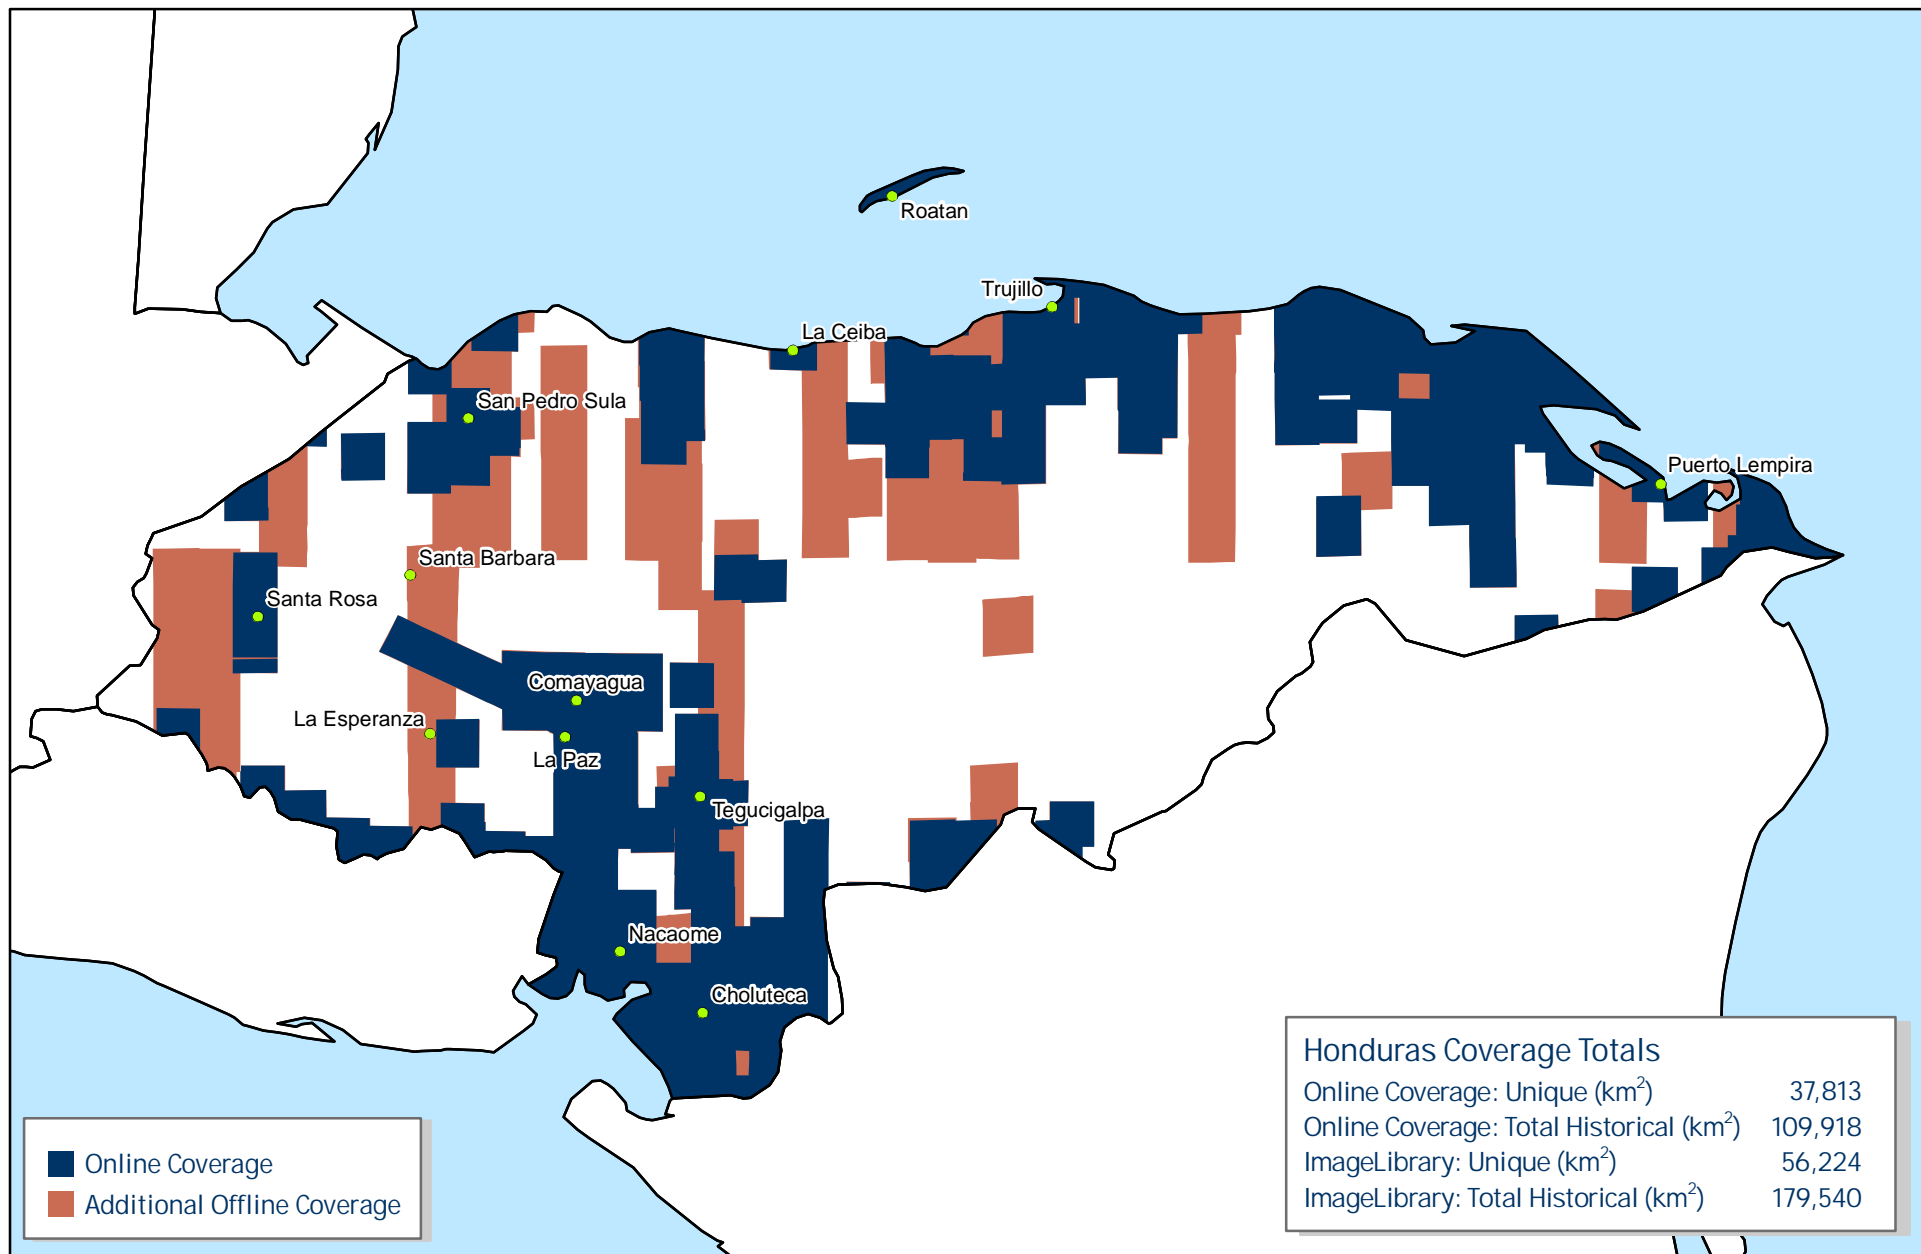 Roatan
Trujillo
La Ceiba
San Pedro Sula
Puerto Lempira
Santa Barbara
Santa Rosa
Comayagua
La Esperanza
La Paz
Tegucigalpa
Nacaome
Choluteca
Honduras Coverage Totals
Online Coverage: Unique (km²) 37,813
Online Coverage: Total Historical (km²) 109,918
ImageLibrary: Unique (km²) 56,224
ImageLibrary: Total Historical (km²) 179,540
Online Coverage
Additional Offline Coverage